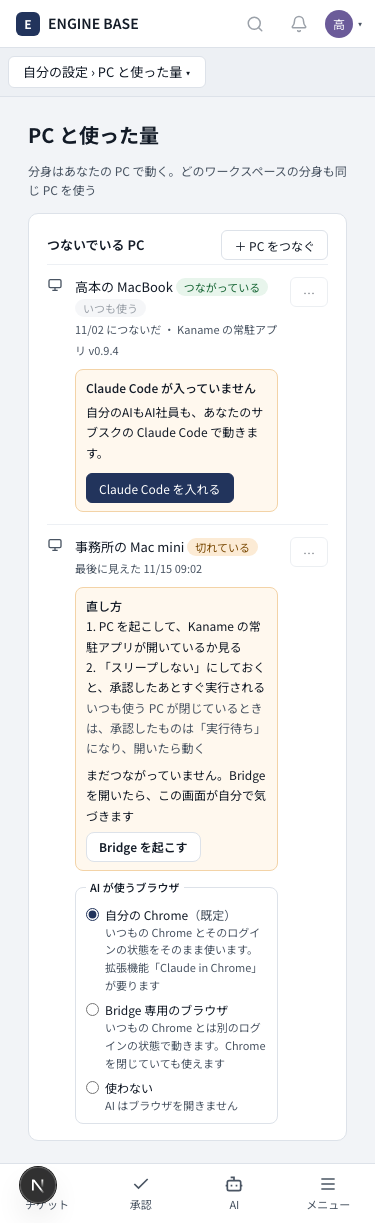 E ENGINE BASE 高
自分の設定 › PC と使った量
PC と使った量
分身はあなたの PC で動く。どのワークスペースの分身も同
じ PC を使う
つないでいる PC
＋ PC をつなぐ
高本の MacBook つながっている
いつも使う
...
11/02 につないだ ・ Kaname の常駐アプ
リ v0.9.4
Claude Code が入っていません
自分のAIもAI社員も、あなたのサ
ブスクの Claude Code で動きま
す。
Claude Code を入れる
事務所の Mac mini 切れている
...
最後に見えた 11/15 09:02
直し方
1. PC を起こして、Kaname の常
駐アプリが開いているか見る
2. 「スリープしない」にしておく
と、承認したあとすぐ実行される
いつも使う PC が閉じているとき
は、承認したものは「実行待ち」
になり、開いたら動く
まだつながっていません。Bridge
を開いたら、この画面が自分で気
づきます
Bridge を起こす
AI が使うブラウザ
自分の Chrome（既定）
いつもの Chrome とそのログイ
ンの状態をそのまま使います。
拡張機能「Claude in Chrome」
が要ります
Bridge 専用のブラウザ
いつもの Chrome とは別のログ
インの状態で動きます。Chrome
を閉じていても使えます
使わない
AI はブラウザを開きません
N
チケット
承認
AI
メニュー